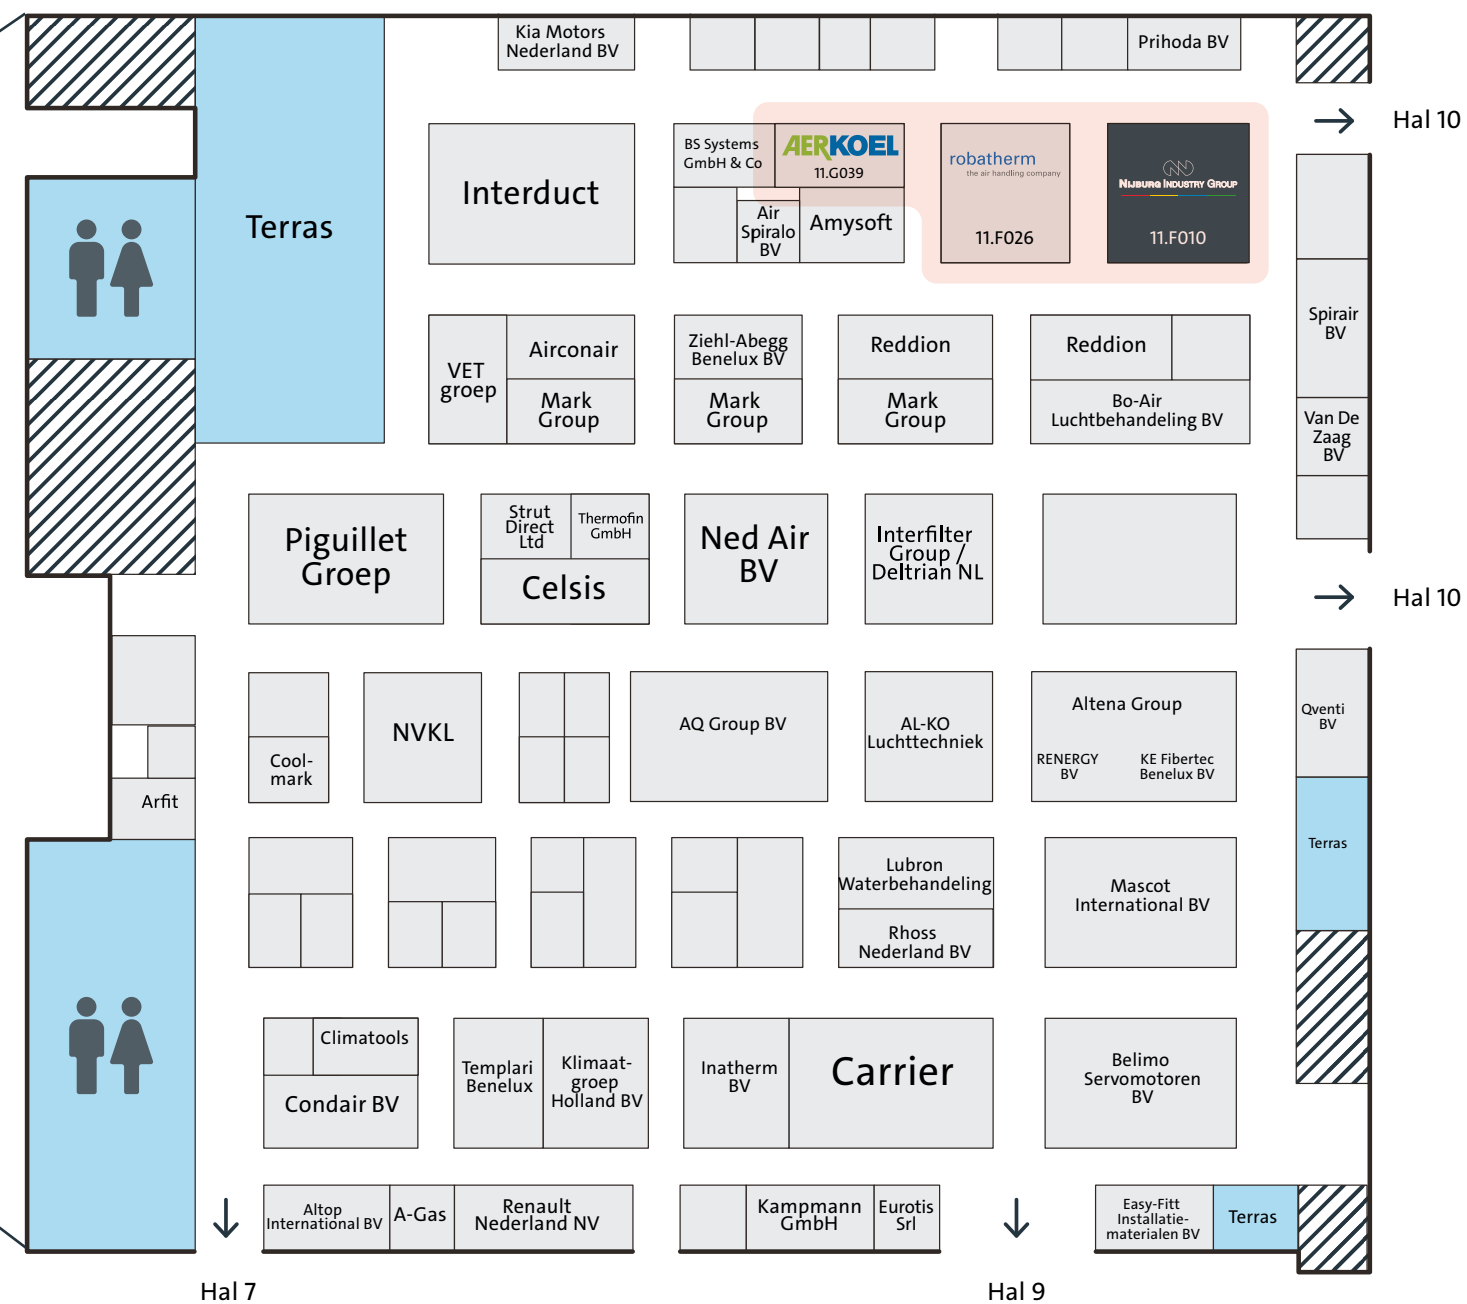 Kia Motors
Nederland BV
Prihoda BV
Hal 10
BS Systems
GmbH & Co
AERKOEL
11.G039
robatherm
the air handling company
11.F026
NIJBURG INDUSTRY GROUP
11.F010
Interduct
Terras
Air
Spiralo
BV
Amysoft
VET
groep
Airconair
Mark
Group
Ziehl-Abegg
Benelux BV
Mark
Group
Reddion
Mark
Group
Reddion
Bo-Air
Luchtbehandeling BV
Spirair
BV
Van De
Zaag
BV
Piguillet
Groep
Strut
Direct
Ltd
Thermofin
GmbH
Celsis
Ned Air
BV
Interfilter
Group /
Deltrian NL
Hal 10
Cool-
mark
NVKL
AQ Group BV
AL-KO
Luchttechniek
Altena Group
RENERGY
BV
KE Fibertec
Benelux BV
Qventi
BV
Arfit
Terras
Lubron
Waterbehandeling
Rhoss
Nederland BV
Mascot
International BV
Climatools
Condair BV
Templari
Benelux
Klimaat-
groep
Holland BV
Inatherm
BV
Carrier
Belimo
Servomotoren
BV
Altop
International BV
A-Gas
Renault
Nederland NV
Kampmann
GmbH
Eurotis
Srl
Easy-Fitt
Installatie-
materialen BV
Terras
Hal 7
Hal 9